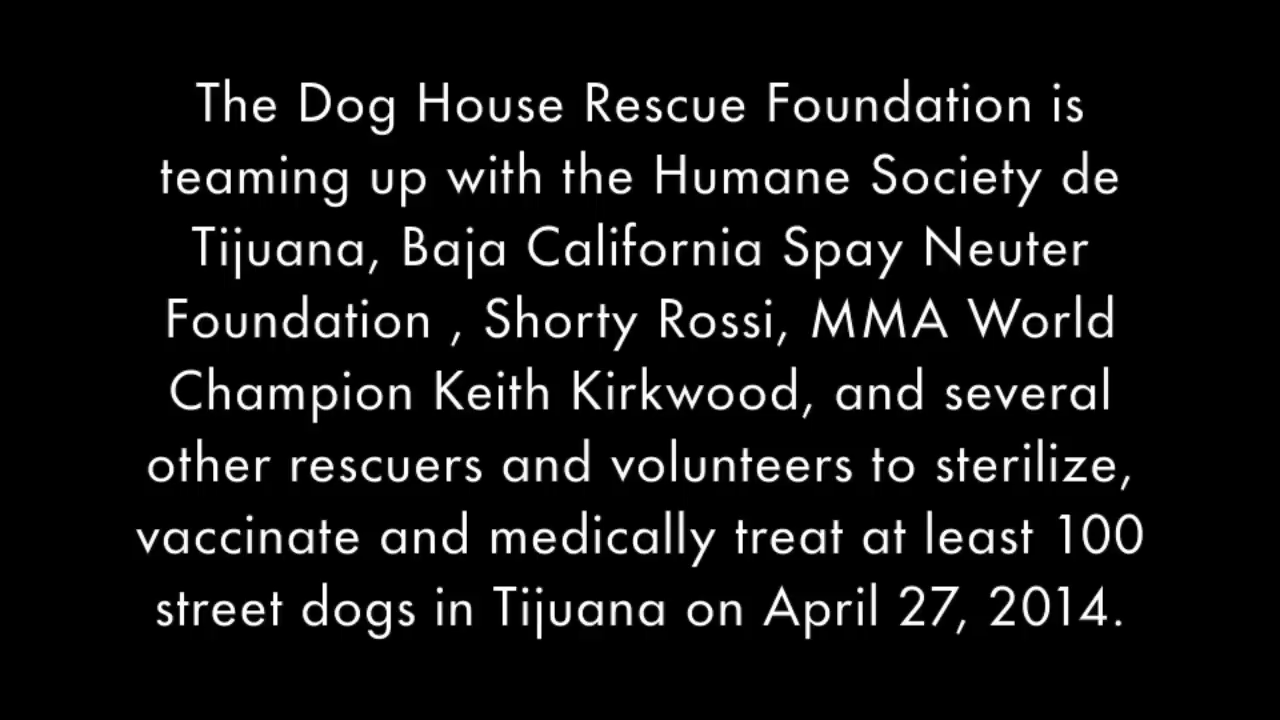 The Dog House Rescue Foundation is
teaming up with the Humane Society de
Tijuana, Baja California Spay Neuter
Foundation , Shorty Rossi, MMA World
Champion Keith Kirkwood, and several
other rescuers and volunteers to sterilize,
vaccinate and medically treat at least 100
street dogs in Tijuana on April 27, 2014.